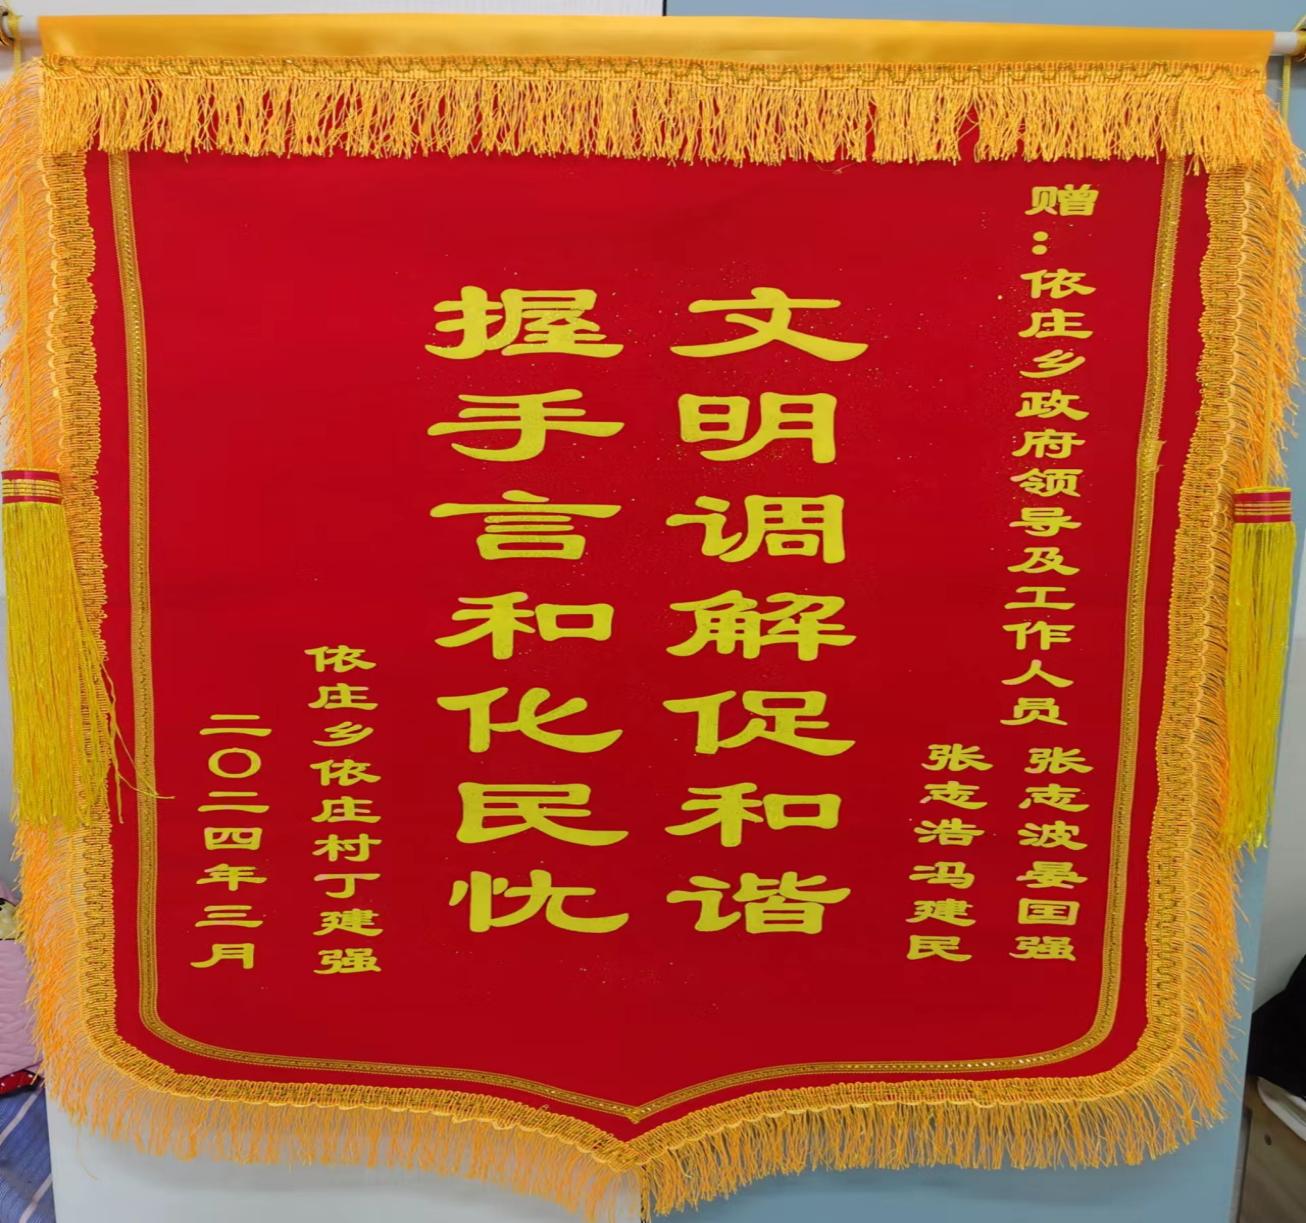 赠：依庄乡政府领导及工作人员
张志波晏国强
张志浩冯建民
文明调解促和谐
握手言和化民忧
依庄乡依庄村丁建强
二〇二四年三月